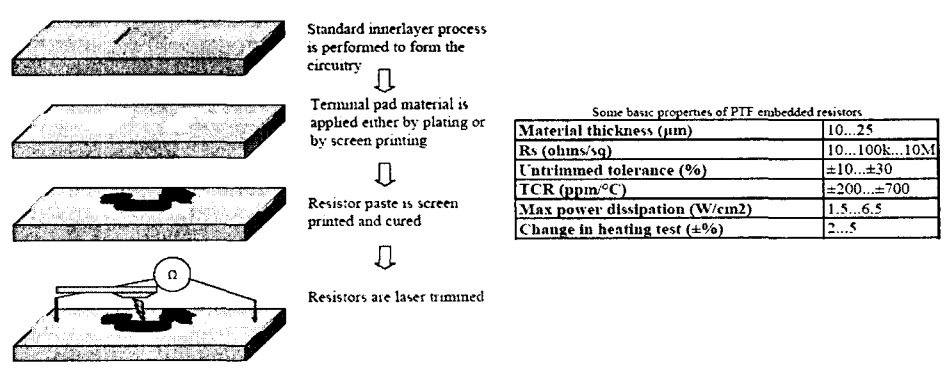 Standard innerlayer process
is performed to form the
circuitry
Terminal pad material is
applied either by plating or
by screen printing
Resistor paste is screen
printed and cured
Ω
Resistors are laser trimmed
Some basic properties of PTF embedded resistors
Material thickness (µm) 10...25
Rs (ohms/sq) 10...100k...10M
Untrimmed tolerance (%) ±10...±30
TCR (ppm/°C) ±200...±700
Max power dissipation (W/cm2) 1.5...6.5
Change in heating test (±%) 2...5